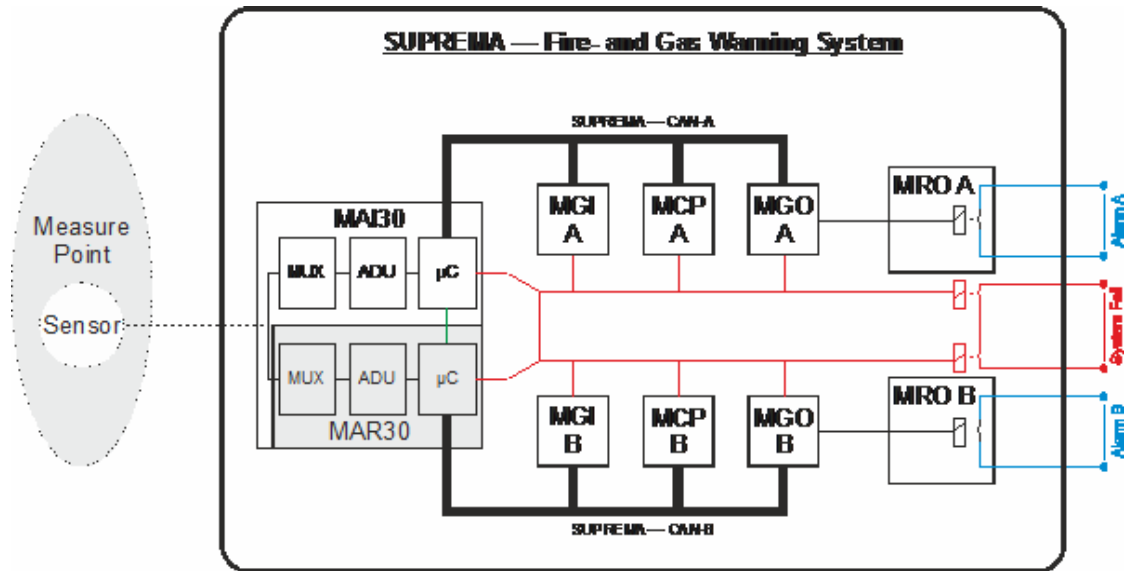 SUPREMA — Fire- and Gas Warning System
SUPREMA — CAN-A
Measure
Point
Sensor
MAI30
MUX
ADU
µC
MUX
ADU
µC
MAR30
MGI
A
MCP
A
MGO
A
MRO A
Alarm A
System Fail
MGI
B
MCP
B
MGO
B
MRO B
Alarm B
SUPREMA — CAN-B